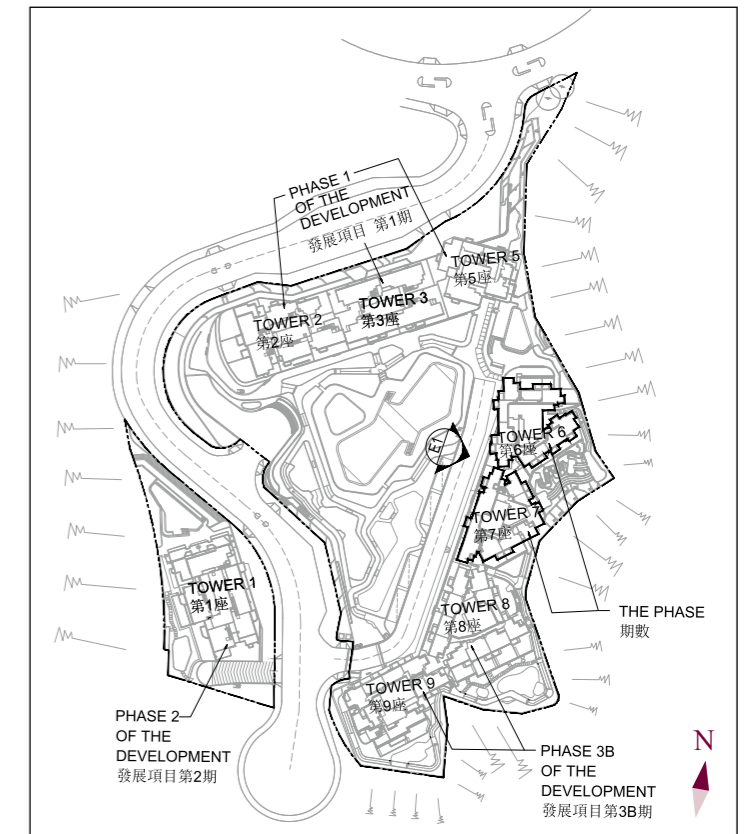 PHASE 1
OF THE
DEVELOPMENT
發展項目 第1期
TOWER 5
第5座
TOWER 3
第3座
TOWER 2
第2座
E1
TOWER 6
第6座
TOWER 7
第7座
TOWER 1
第1座
TOWER 8
第8座
THE PHASE
期數
TOWER 9
第9座
PHASE 2
OF THE
DEVELOPMENT
發展項目第2期
PHASE 3B
OF THE
DEVELOPMENT
發展項目第3B期
N